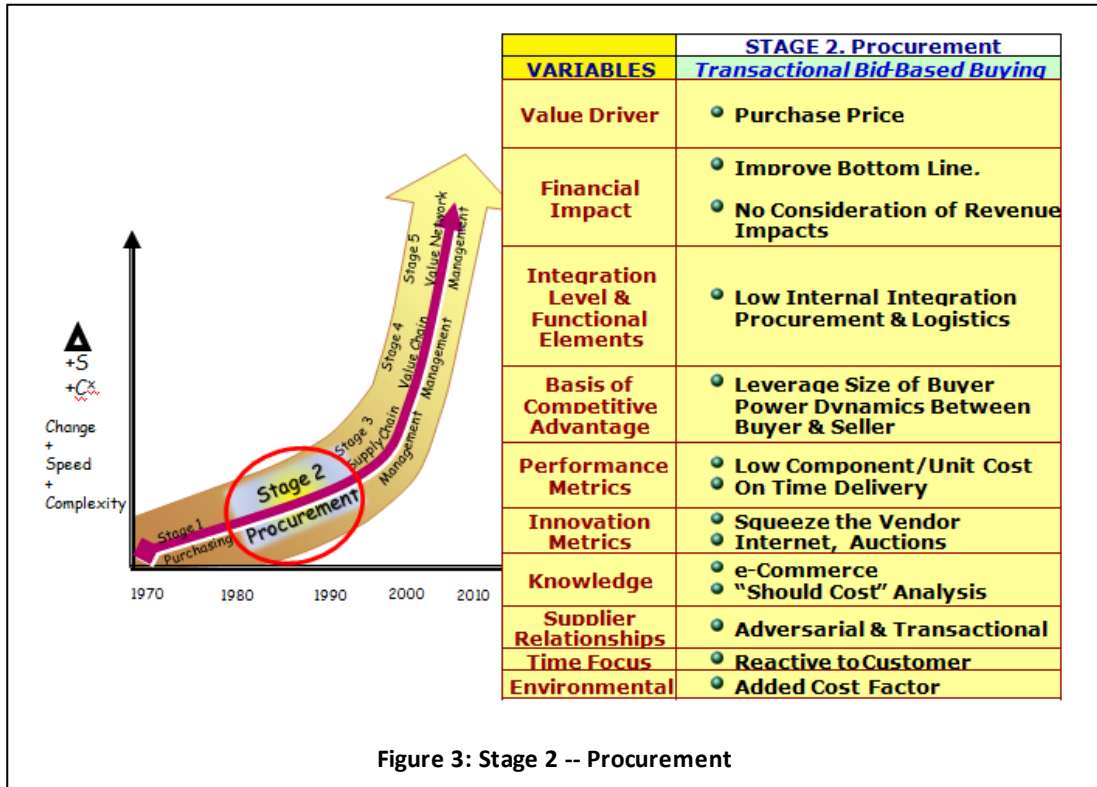 STAGE 2. Procurement
VARIABLES
Transactional Bid-Based Buying
Value Driver
Purchase Price
Financial
Impact
Improve Bottom Line.
No Consideration of Revenue
Impacts
Integration
Level &
Functional
Elements
Low Internal Integration
Procurement & Logistics
Basis of
Competitive
Advantage
Leverage Size of Buyer
Power Dynamics Between
Buyer & Seller
Performance
Metrics
Low Component/Unit Cost
On Time Delivery
Innovation
Metrics
Squeeze the Vendor
Internet, Auctions
Knowledge
e-Commerce
“Should Cost” Analysis
Supplier
Relationships
Adversarial & Transactional
Time Focus
Reactive to Customer
Environmental
Added Cost Factor
Δ
+S
+Cˣ
Change
+
Speed
+
Complexity
Stage 1
Purchasing
Stage 2
Procurement
Stage 3
Supply Chain
Management
Stage 4
Value Chain
Management
Stage 5
Value Network
Management
1970
1980
1990
2000
2010
Figure 3: Stage 2 -- Procurement